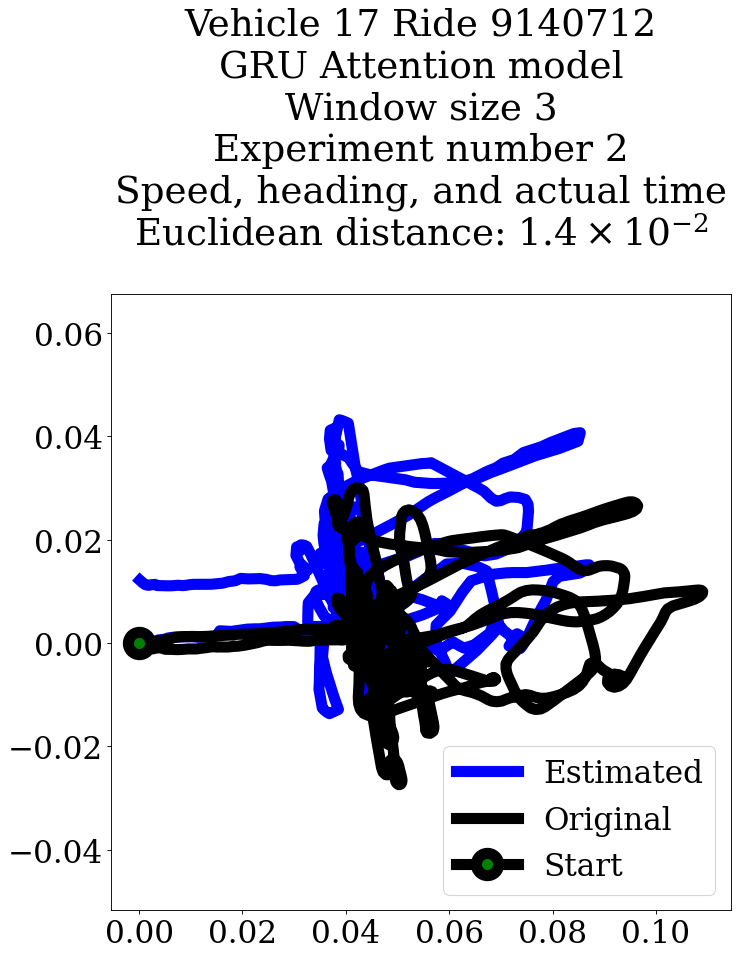 Vehicle 17 Ride 9140712
GRU Attention model
Window size 3
Experiment number 2
Speed, heading, and actual time
Euclidean distance: 1.4 × 10⁻²
0.06
0.04
0.02
0.00
−0.02
−0.04
Estimated
Original
Start
0.00 0.02 0.04 0.06 0.08 0.10